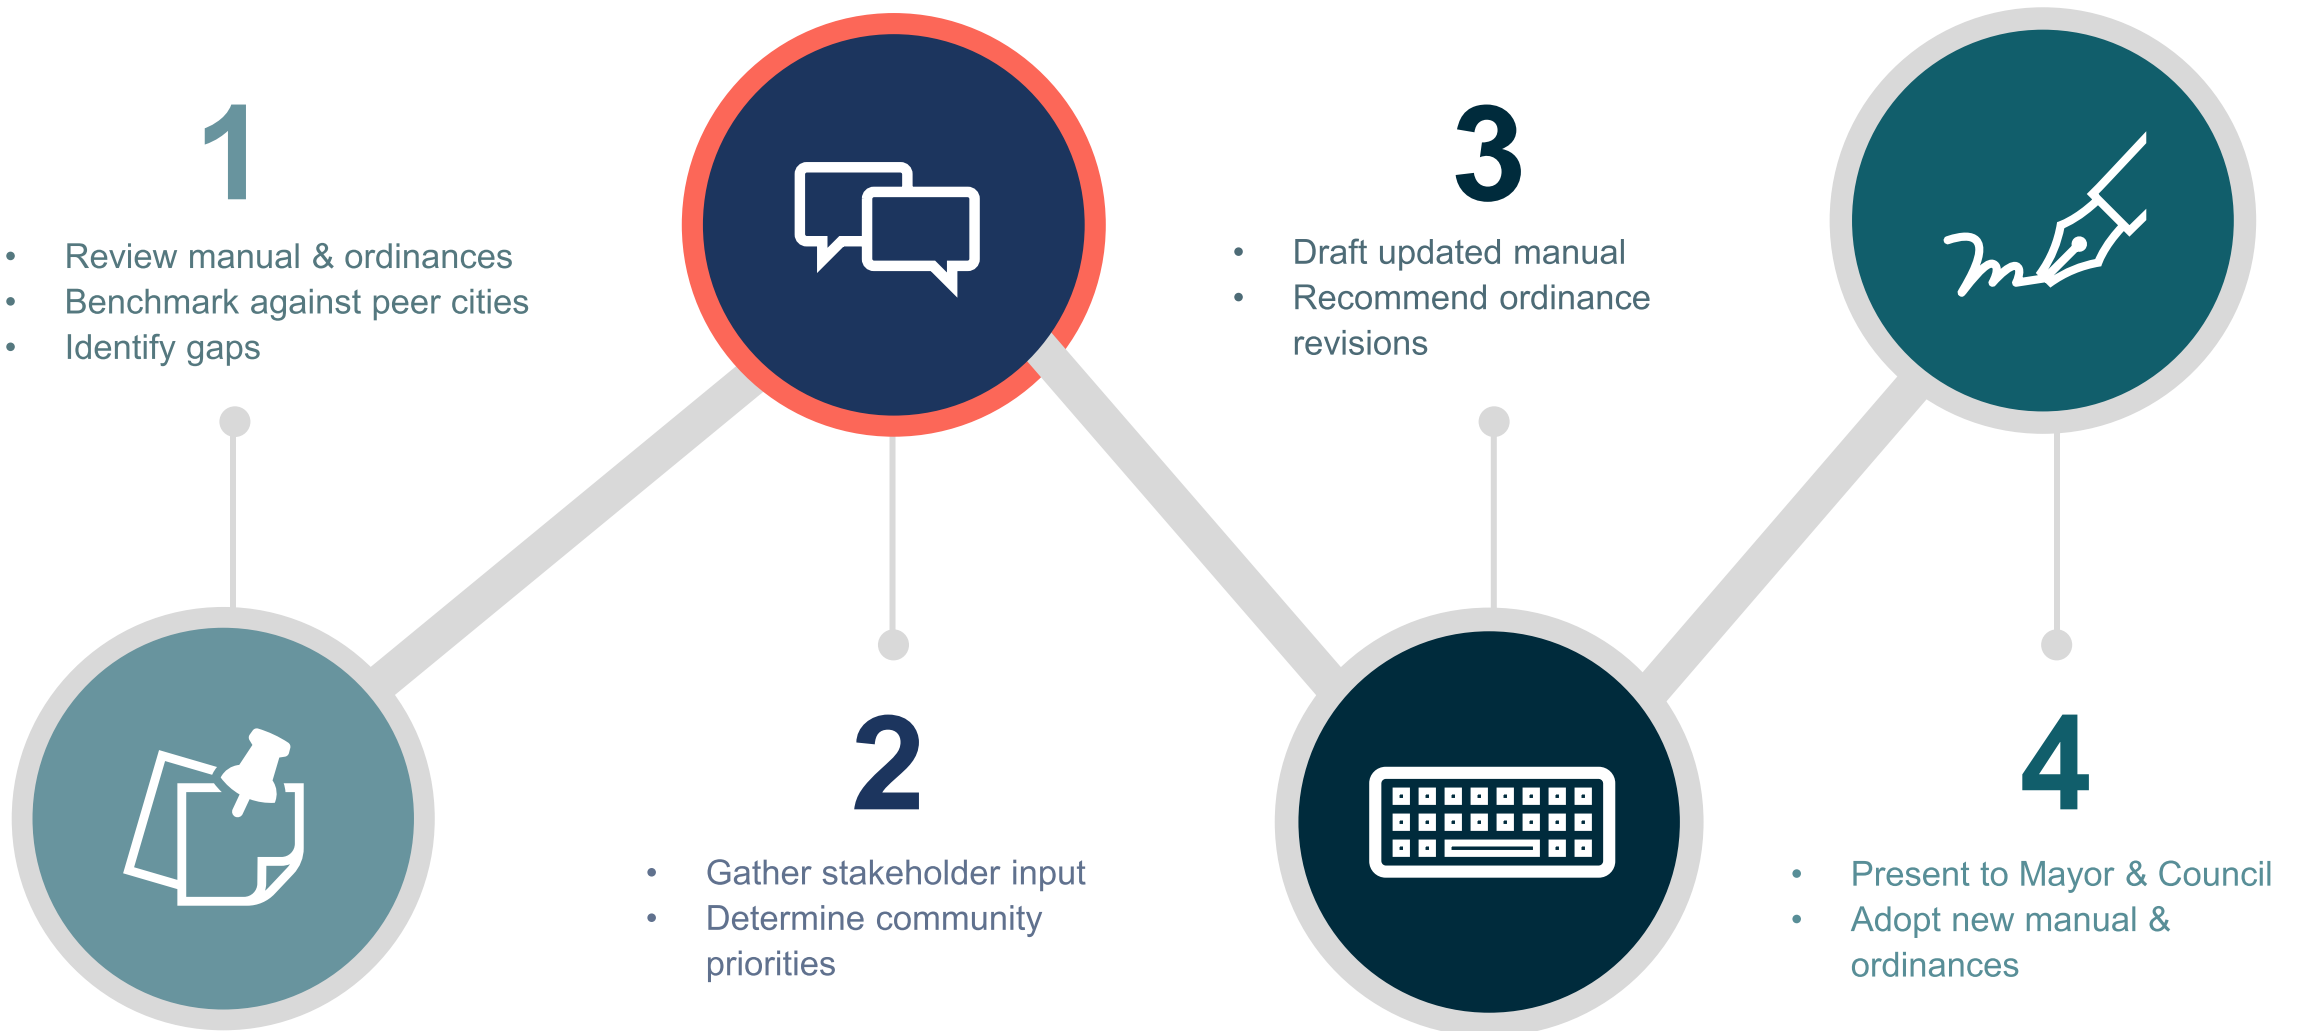 1
• Review manual & ordinances
• Benchmark against peer cities
• Identify gaps
2
• Gather stakeholder input
• Determine community
priorities
3
• Draft updated manual
• Recommend ordinance
revisions
4
• Present to Mayor & Council
• Adopt new manual &
ordinances